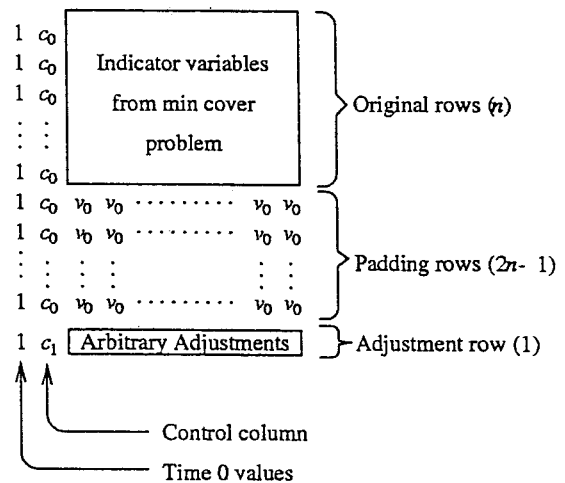 1 c₀
1 c₀ Indicator variables
1 c₀ from min cover Original rows (n)
⋮ ⋮ problem
1 c₀
1 c₀ v₀ v₀ ········· v₀ v₀
1 c₀ v₀ v₀ ········· v₀ v₀
⋮ ⋮ ⋮ ⋮ ⋮ ⋮ Padding rows (2n- 1)
1 c₀ v₀ v₀ ········· v₀ v₀
1 c₁ Arbitrary Adjustments Adjustment row (1)
Control column
Time 0 values